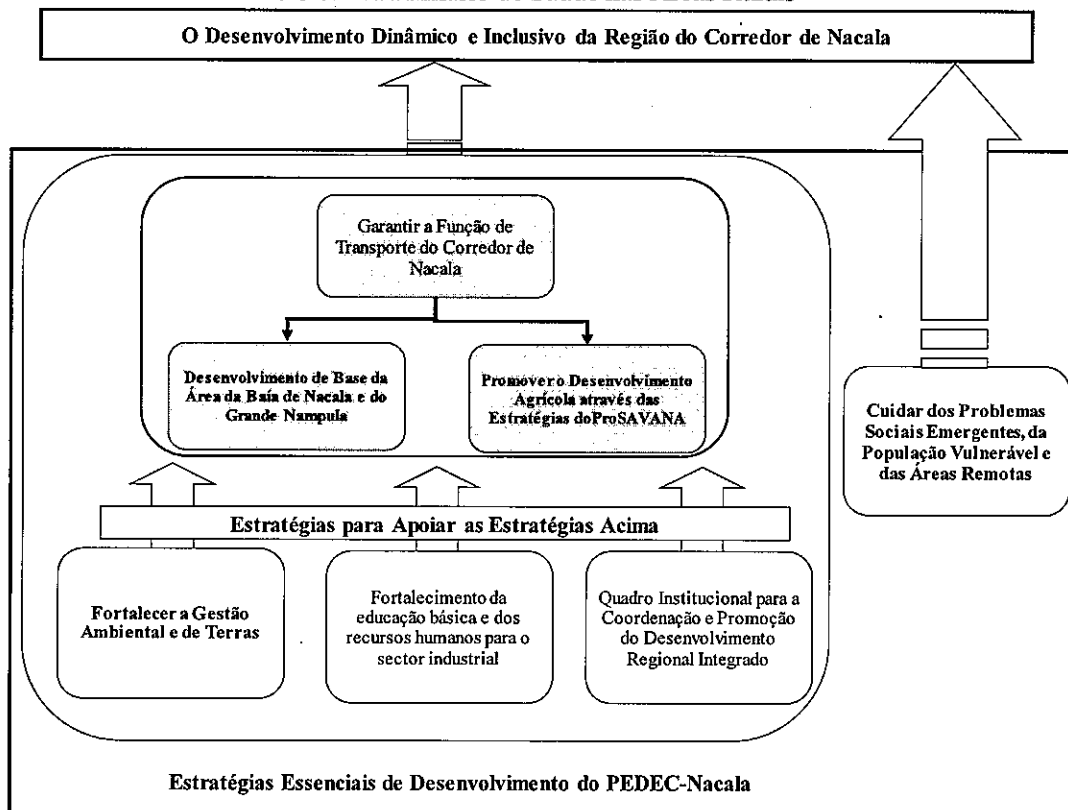 O Desenvolvimento Dinâmico e Inclusivo da Região do Corredor de Nacala
Garantir a Função de
Transporte do Corredor de
Nacala
Desenvolvimento de Base da
Área da Baía de Nacala e do
Grande Nampula
Promover o Desenvolvimento
Agrícola através das
Estratégias doProSAVANA
Cuidar dos Problemas
Sociais Emergentes, da
População Vulnerável e
das Áreas Remotas
Estratégias para Apoiar as Estratégias Acima
Fortalecer a Gestão
Ambiental e de Terras
Fortalecimento da
educação básica e dos
recursos humanos para o
sector industrial
Quadro Institucional para a
Coordenação e Promoção
do Desenvolvimento
Regional Integrado
Estratégias Essenciais de Desenvolvimento do PEDEC-Nacala